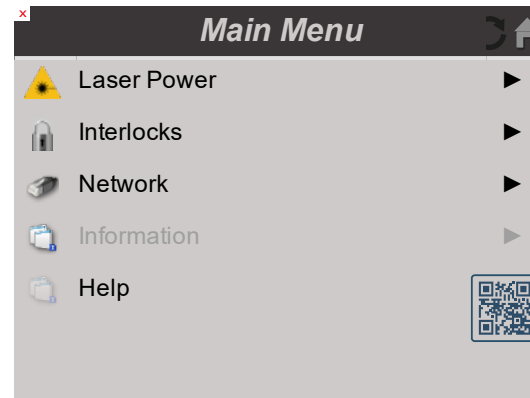 Main Menu
Laser Power
Interlocks
Network
Information
Help